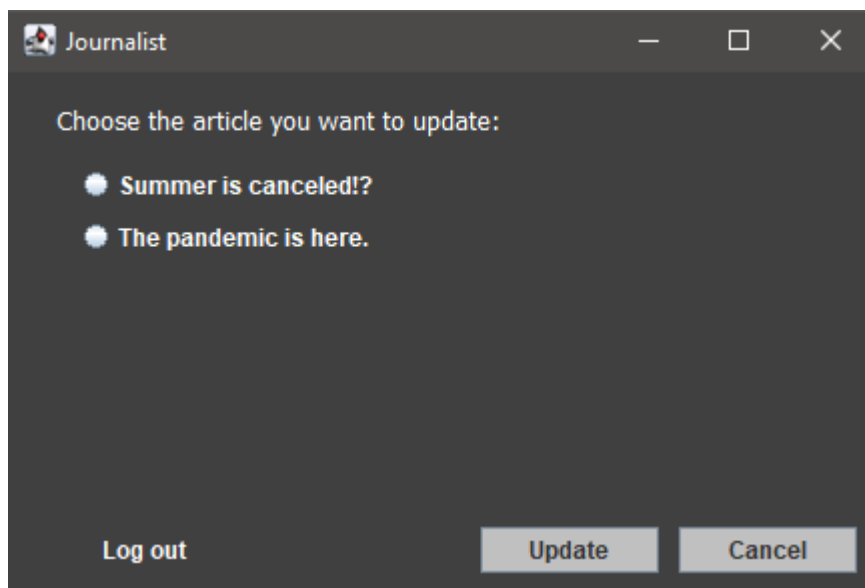 Journalist
Choose the article you want to update:
Summer is canceled!?
The pandemic is here.
Log out Update Cancel